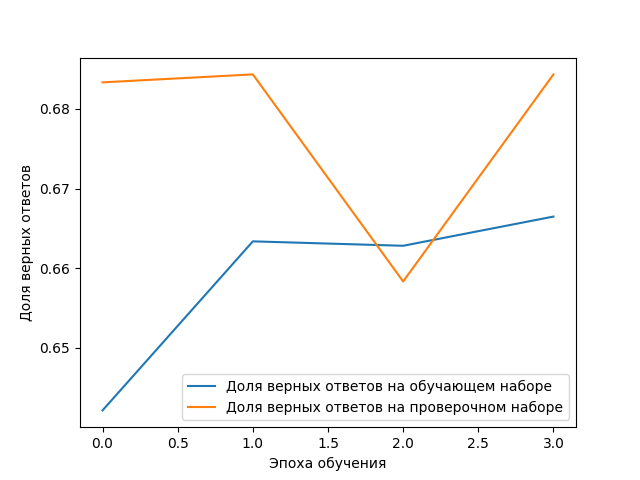 0.68
0.67
0.66
0.65
Доля верных ответов
Доля верных ответов на обучающем наборе
Доля верных ответов на проверочном наборе
0.0 0.5 1.0 1.5 2.0 2.5 3.0
Эпоха обучения